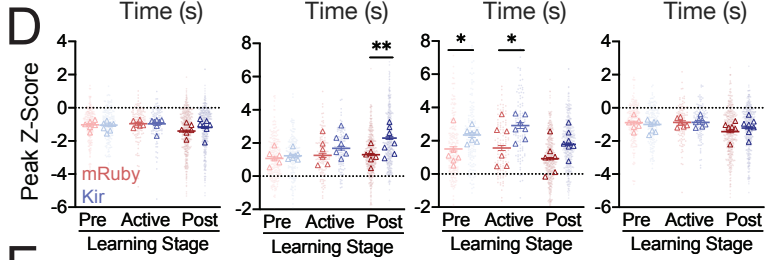 D
Time (s) Time (s) Time (s) Time (s)
Peak Z-Score
4
2
0
-2
-4
-6
mRuby
Kir
Pre Active Post
Learning Stage
8
6
4
2
0
-2
**
Pre Active Post
Learning Stage
8
6
4
2
0
-2
* *
Pre Active Post
Learning Stage
4
2
0
-2
-4
-6
Pre Active Post
Learning Stage